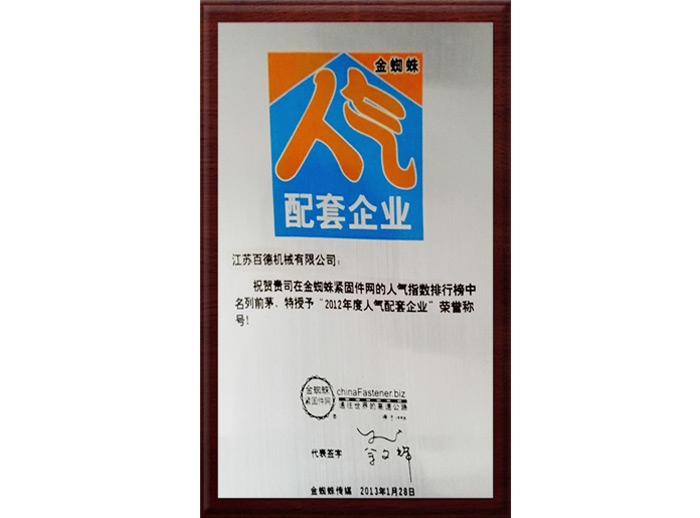 金蜘蛛
人气
配套企业
江苏百德机械有限公司：
祝贺贵司在金蜘蛛紧固件网的人气指数排行榜中
名列前茅、特授予“2012年度人气配套企业”荣誉称
号！
金蜘蛛 chinaFastener.biz
紧固件网 通往世界的高速公路
代表签字
金蜘蛛传媒 2013年1月28日